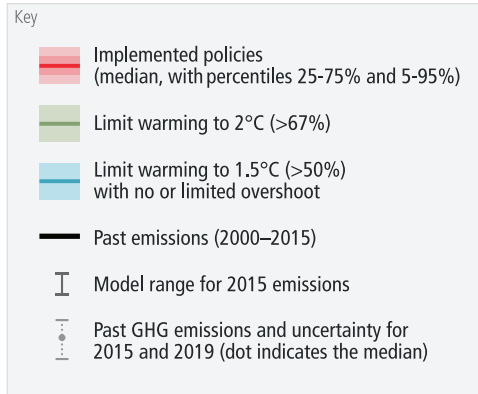 Key
Implemented policies
(median, with percentiles 25-75% and 5-95%)
Limit warming to 2°C (>67%)
Limit warming to 1.5°C (>50%)
with no or limited overshoot
Past emissions (2000–2015)
Model range for 2015 emissions
Past GHG emissions and uncertainty for
2015 and 2019 (dot indicates the median)